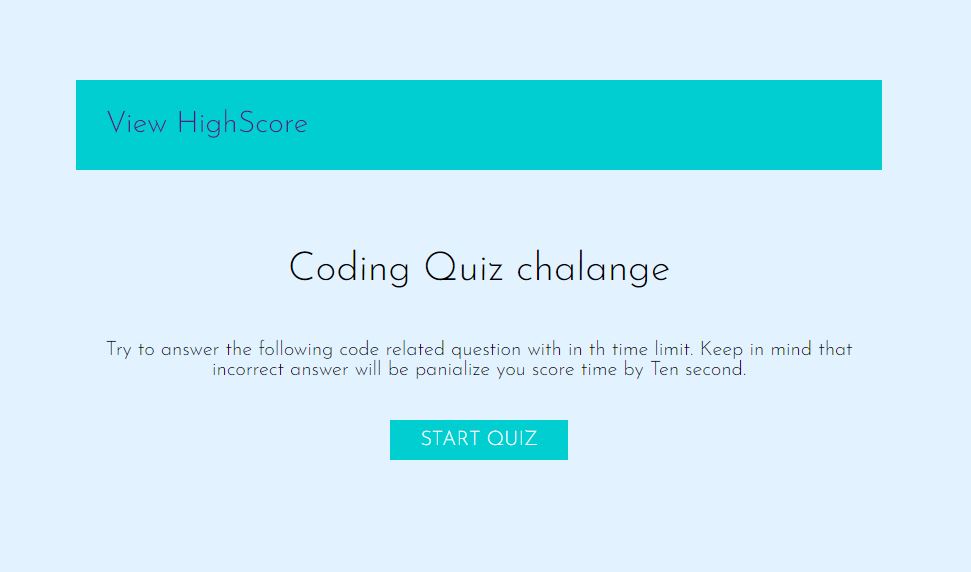 View HighScore
Coding Quiz chalange
Try to answer the following code related question with in th time limit. Keep in mind that
incorrect answer will be panialize you score time by Ten second.
START QUIZ